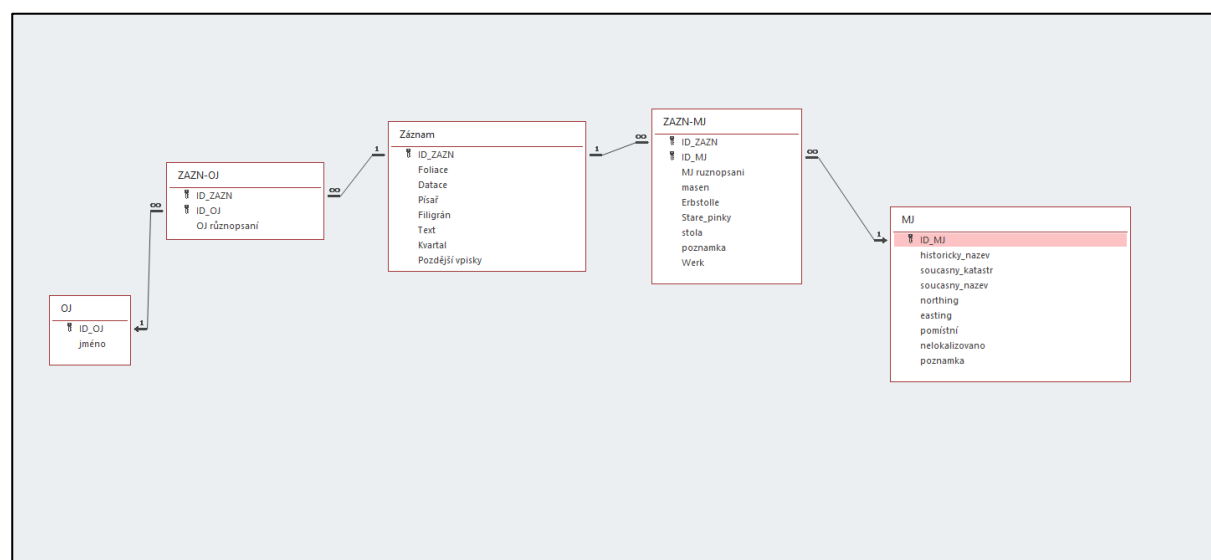 OJ
ID_OJ
jméno
1
∞
ZAZN-OJ
ID_ZAZN
ID_OJ
OJ různopsaní
∞
1
Záznam
ID_ZAZN
Foliace
Datace
Písař
Filigrán
Text
Kvartal
Pozdější vpisky
1
∞
ZAZN-MJ
ID_ZAZN
ID_MJ
MJ ruznopsani
masen
Erbstolle
Stare_pinky
stola
poznamka
Werk
∞
1
MJ
ID_MJ
historicky_nazev
soucasny_katastr
soucasny_nazev
northing
easting
pomístní
nelokalizovano
poznamka